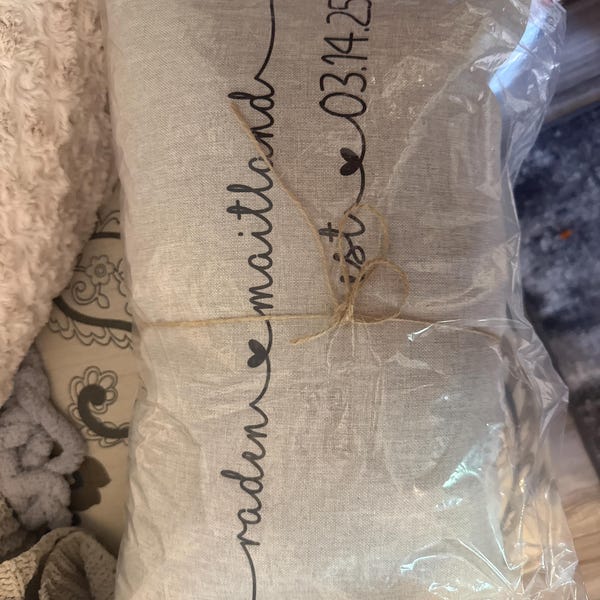 raden maitland
est 03.14.25